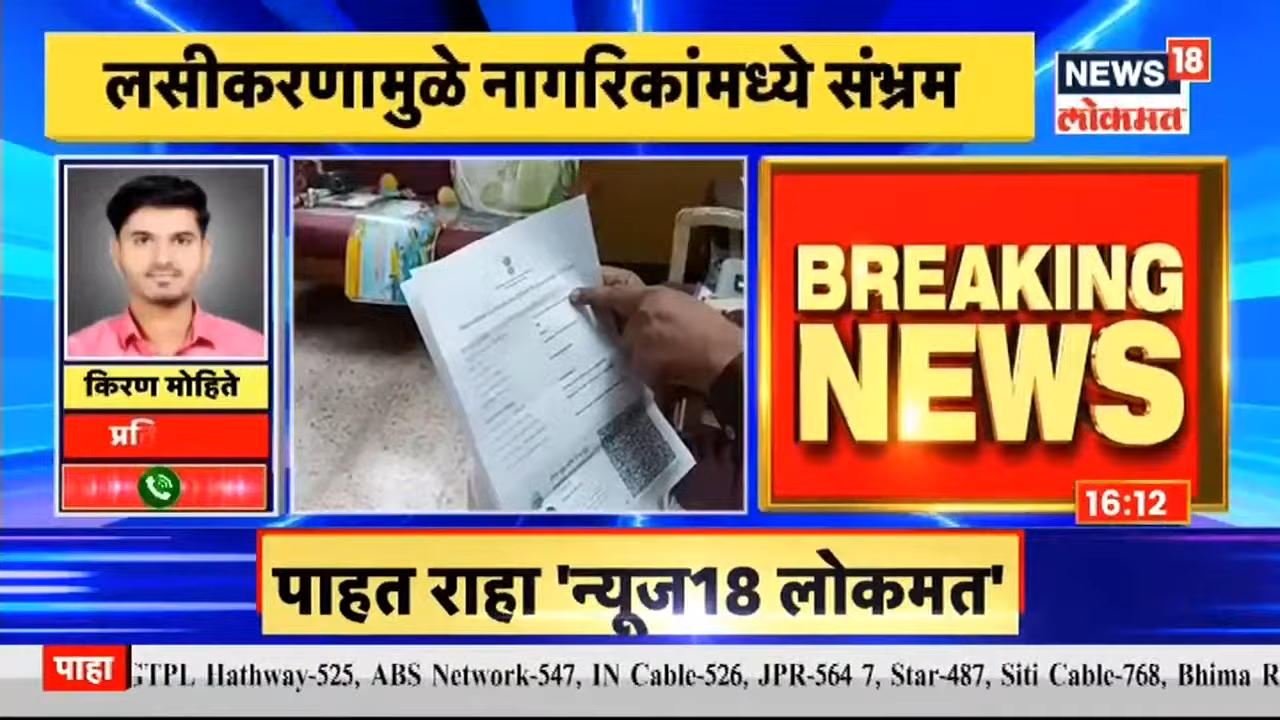 लसीकरणामुळे नागरिकांमध्ये संभ्रम
NEWS 18
लोकमत
किरण मोहिते
BREAKING
NEWS
16:12
पाहत राहा 'न्यूज18 लोकमत'
पाहा
GTPL Hathway-525, ABS Network-547, IN Cable-526, JPR-564 7, Star-487, Siti Cable-768, Bhima